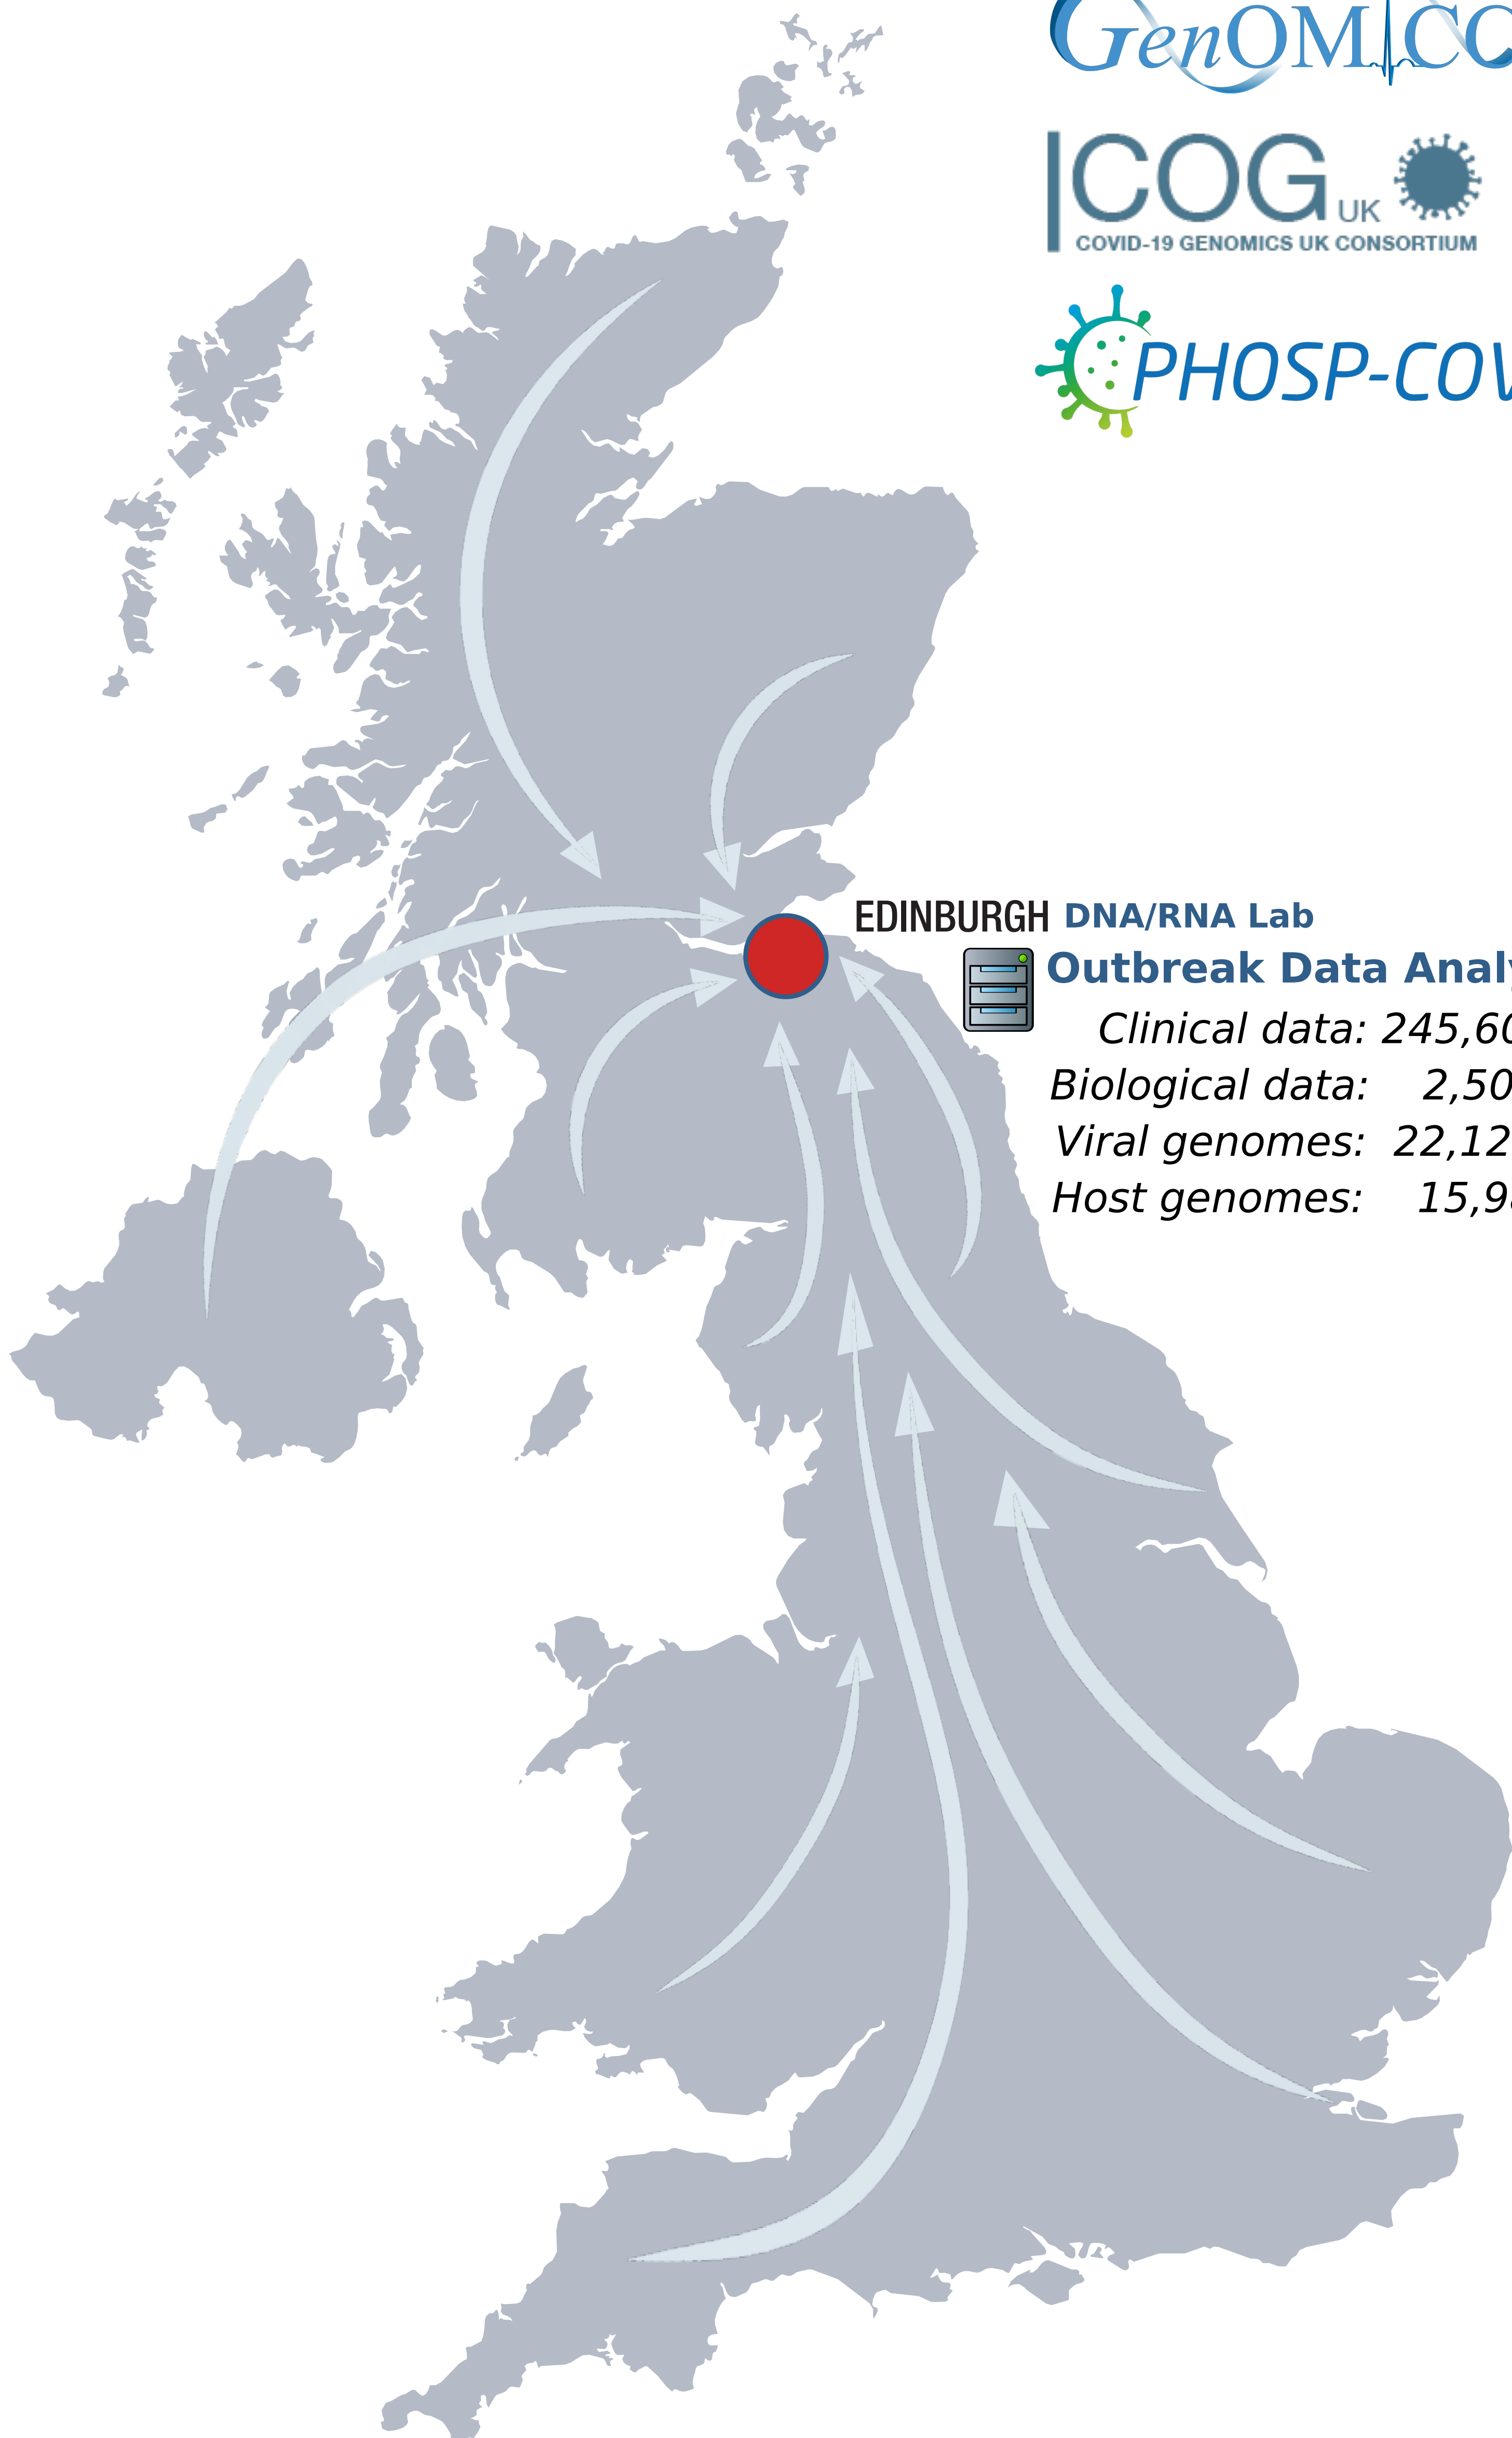 GenOMICC
COG UK
COVID-19 GENOMICS UK CONSORTIUM
PHOSP-COV
EDINBURGH DNA/RNA Lab
Outbreak Data Analy
Clinical data: 245,60
Biological data: 2,50
Viral genomes: 22,12
Host genomes: 15,9